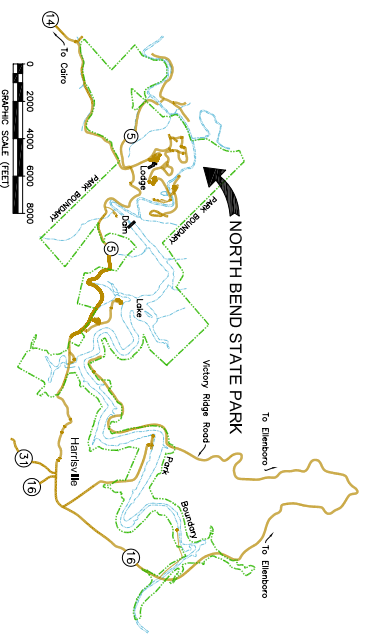 14
To Cairo
0 2000 4000 6000 8000
GRAPHIC SCALE (FEET)
5
Lodge
PARK BOUNDARY
PARK BOUNDARY
NORTH BEND STATE PARK
Dam
5
Lake
Victory Ridge Road
To Ellenboro
To Ellenboro
Park
Boundary
Harrisville
31
16
16